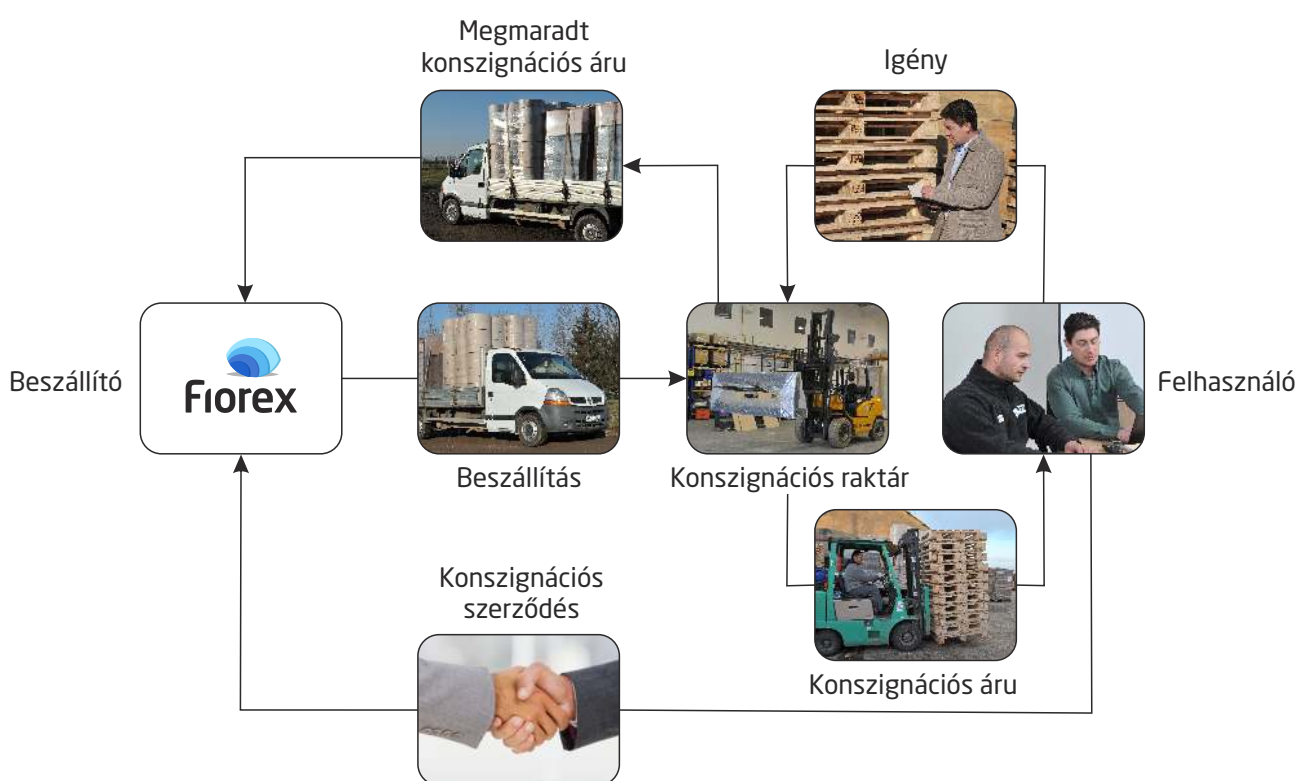 Megmaradt
konszignációs áru
Igény
Beszállító
Fiorex
Felhasználó
Beszállítás
Konszignációs raktár
Konszignációs
szerződés
Konszignációs áru